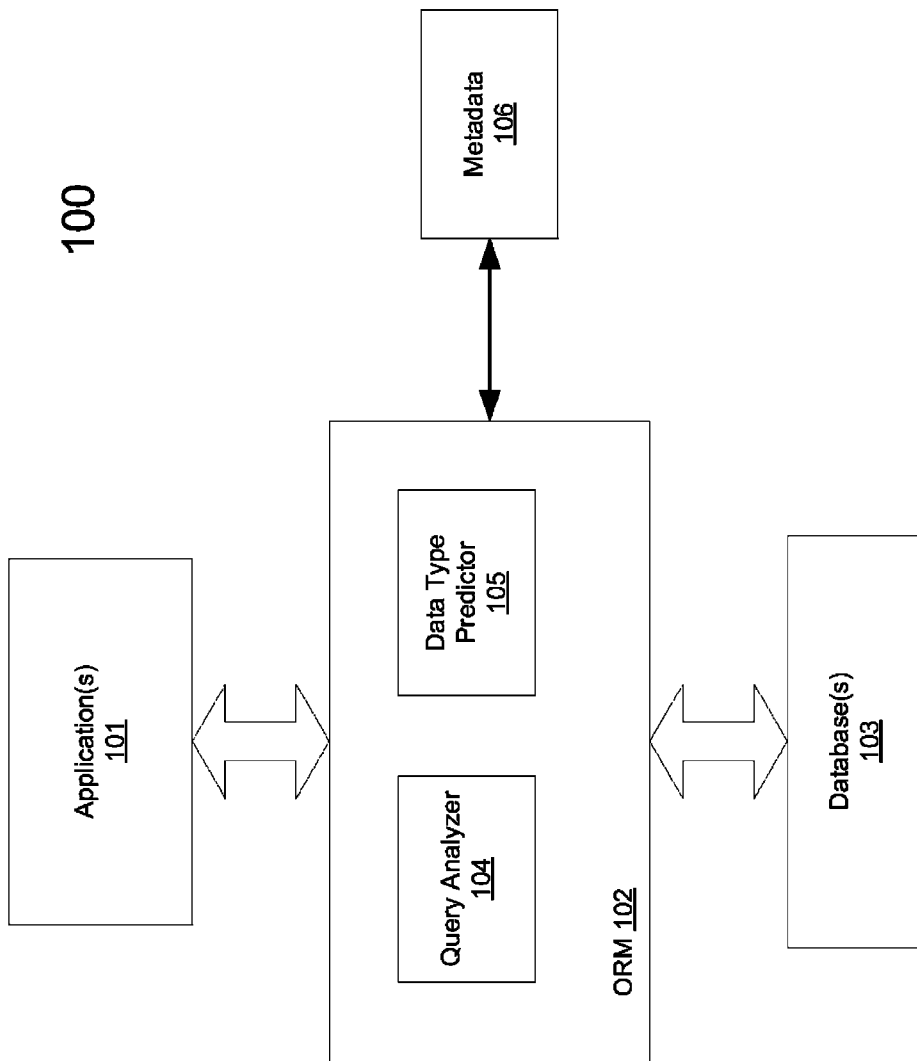 100
Application(s)
101
Query Analyzer
104
Data Type
Predictor
105
ORM 102
Metadata
106
Database(s)
103